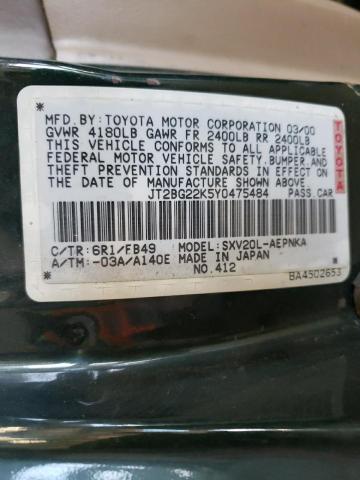 MFD.BY:TOYOTA MOTOR CORPORATION 03/00
GVWR 4180LB GAWR FR 2400LB RR 2400LB
THIS VEHICLE CONFORMS TO ALL APPLICABLE
FEDERAL MOTOR VEHICLE SAFETY.BUMPER,AND
THEFT PREVENTION STANDARDS IN EFFECT ON
THE DATE OF MANUFACTURE SHOWN ABOVE.
JT2BG22K5Y0475484 PASS.CAR
TOYOTA
C/TR:6R1/FB49 MODEL:SXV20L-AEPNKA
A/TM:-03A/A140E MADE IN JAPAN
NO.412
BA4502653